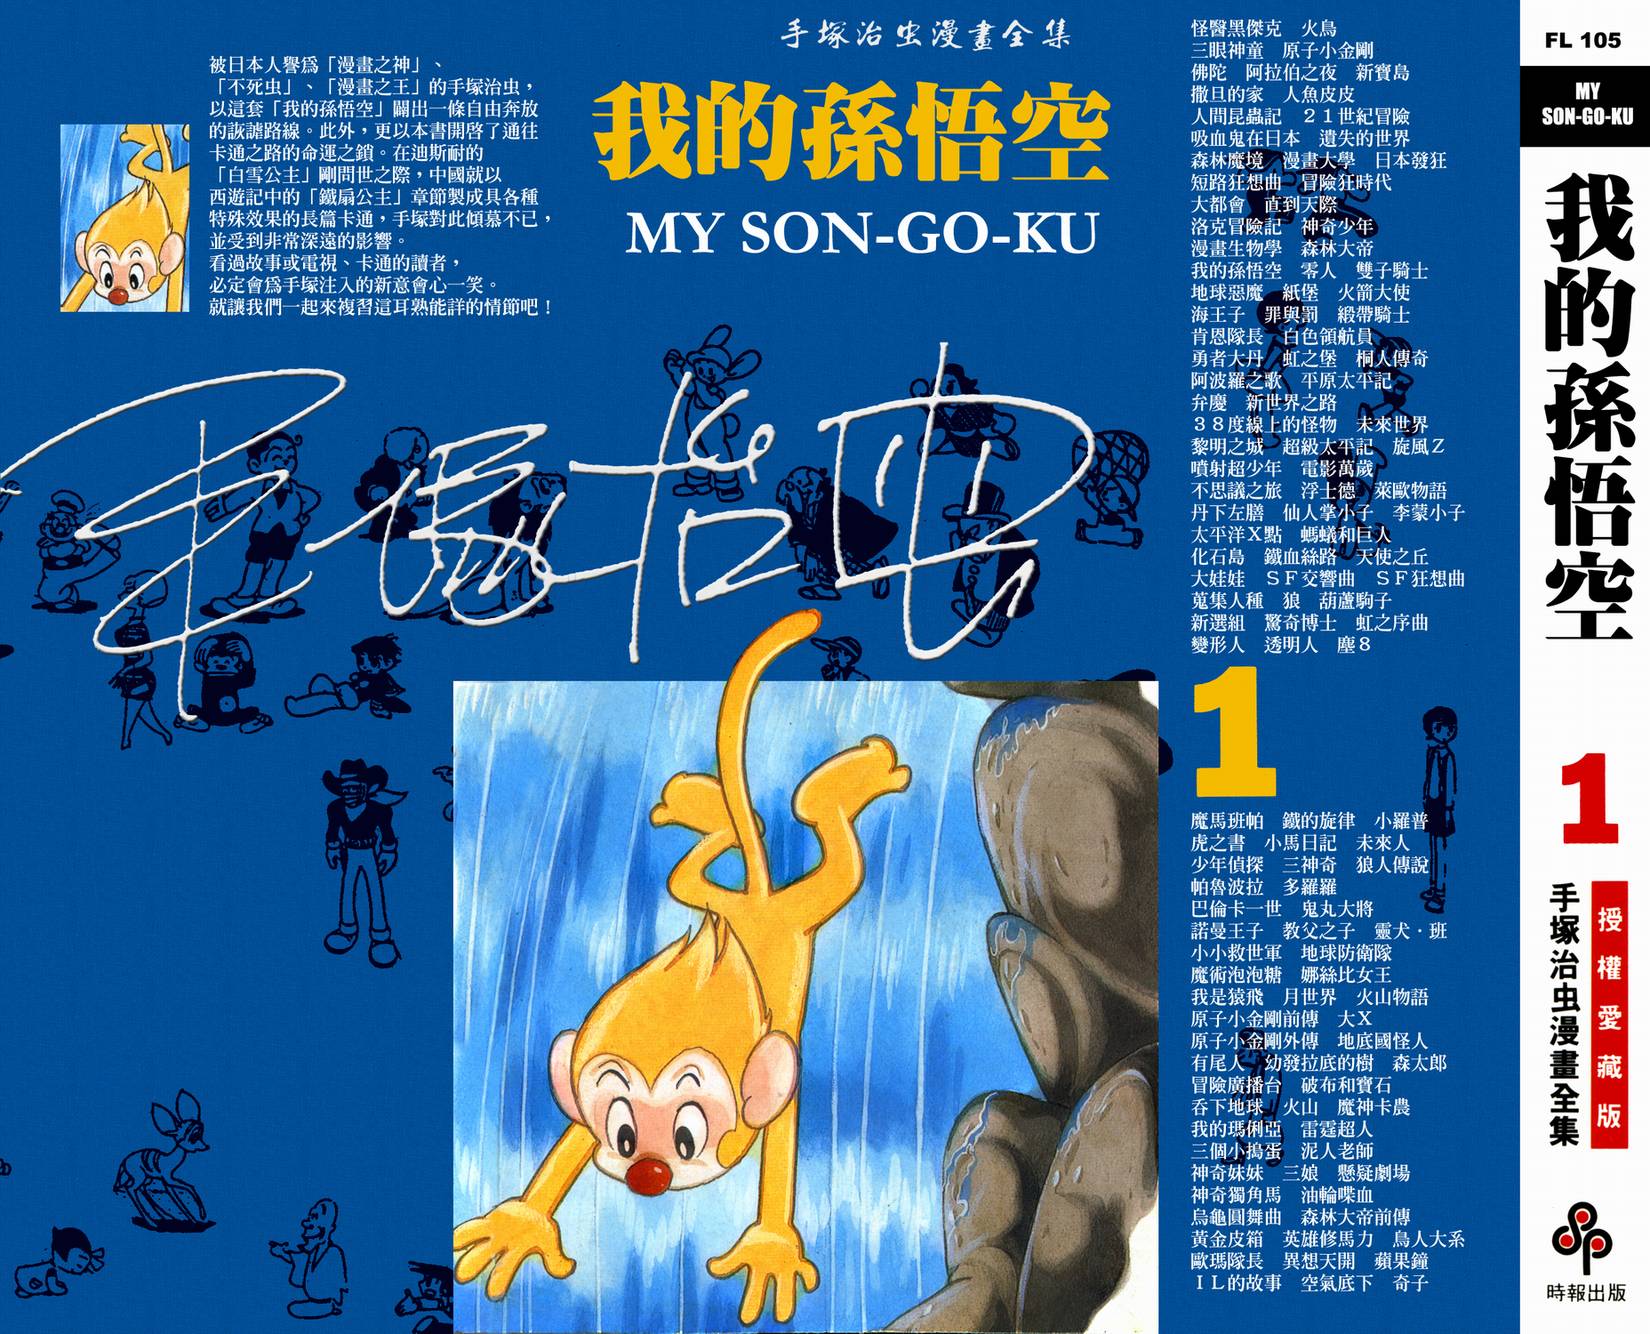 手塚治虫漫畫全集
我的孫悟空
MY SON-GO-KU
被日本人譽爲「漫畫之神」、
「不死虫」、「漫畫之王」的手塚治虫，
以這套「我的孫悟空」闢出一條自由奔放
的詼謔路線。此外，更以本書開啓了通往
卡通之路的命運之鎖。在迪斯耐的
「白雪公主」剛問世之際，中國就以
西遊記中的「鐵扇公主」章節製成具各種
特殊效果的長篇卡通，手塚對此傾慕不已，
並受到非常深遠的影響。
看過故事或電視、卡通的讀者，
必定會爲手塚注入的新意會心一笑。
就讓我們一起來複習這耳熟能詳的情節吧！
手塚治虫
怪醫黑傑克　火鳥
三眼神童　原子小金剛
佛陀　阿拉伯之夜　新寶島
撒旦的家　人魚皮皮
人間昆蟲記　２１世紀冒險
吸血鬼在日本　遺失的世界
森林魔境　漫畫大學　日本發狂
短路狂想曲　冒險狂時代
大都會　直到天際
洛克冒險記　神奇少年
漫畫生物學　森林大帝
我的孫悟空　零人　雙子騎士
地球惡魔　紙堡　火箭大使
海王子　罪與罰　緞帶騎士
肯恩隊長　白色領航員
勇者大丹　虹之堡　桐人傳奇
阿波羅之歌　平原太平記
弁慶　新世界之路
３８度線上的怪物　未來世界
黎明之城　超級太平記　旋風Ｚ
噴射超少年　電影萬歲
不思議之旅　浮士德　萊歐物語
丹下左膳　仙人掌小子　李蒙小子
太平洋Ｘ點　螞蟻和巨人
化石島　鐵血絲路　天使之丘
大娃娃　ＳＦ交響曲　ＳＦ狂想曲
蒐集人種　狼　葫蘆駒子
新選組　驚奇博士　虹之序曲
變形人　透明人　塵８
1
魔馬班帕　鐵的旋律　小羅普
虎之書　小馬日記　未來人
少年偵探　三神奇　狼人傳說
帕魯波拉　多羅羅
巴倫卡一世　鬼丸大將
諾曼王子　教父之子　靈犬・班
小小救世軍　地球防衛隊
魔術泡泡糖　娜絲比女王
我是猿飛　月世界　火山物語
原子小金剛前傳　大Ｘ
原子小金剛外傳　地底國怪人
有尾人　幼發拉底的樹　森太郎
冒險廣播台　破布和寶石
吞下地球　火山　魔神卡農
我的瑪俐亞　雷霆超人
三個小搗蛋　泥人老師
神奇妹妹　三娘　懸疑劇場
神奇獨角馬　油輪喋血
烏龜圓舞曲　森林大帝前傳
黃金皮箱　英雄修馬力　鳥人大系
歐瑪隊長　異想天開　蘋果鐘
ＩＬ的故事　空氣底下　奇子
FL 105
MY
SON-GO-KU
我的孫悟空
1
授權愛藏版
手塚治虫漫畫全集
時報出版